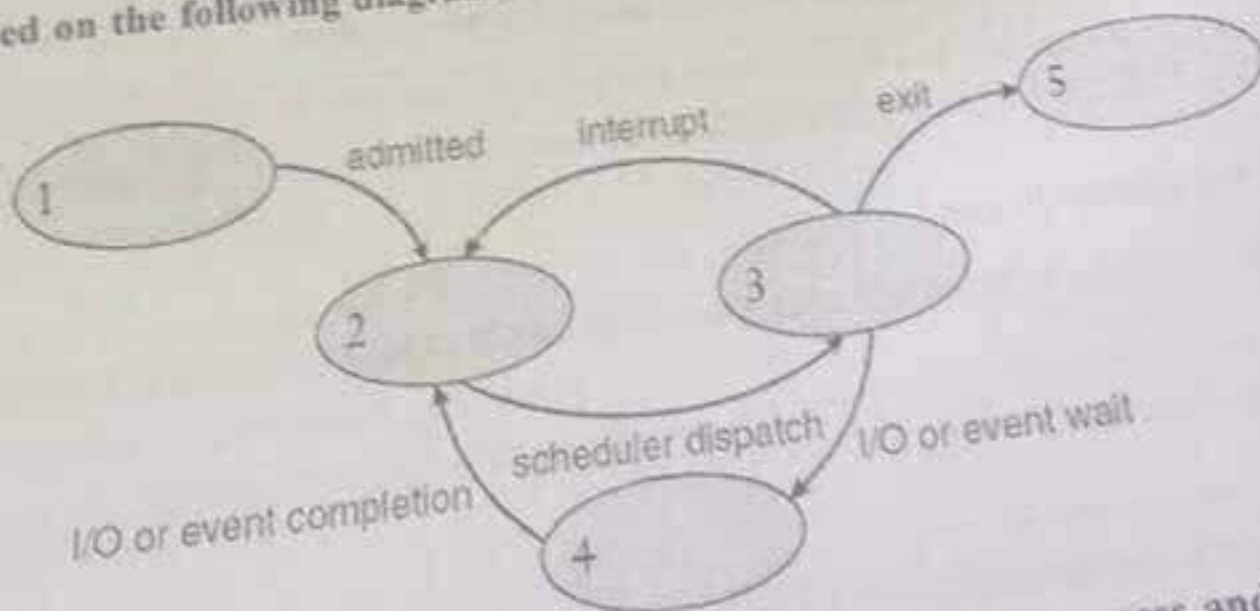 ed on the following
5
exit
interrupt
admitted
1
3
2
scheduler dispatch
I/O or event wait
I/O or event completion
4